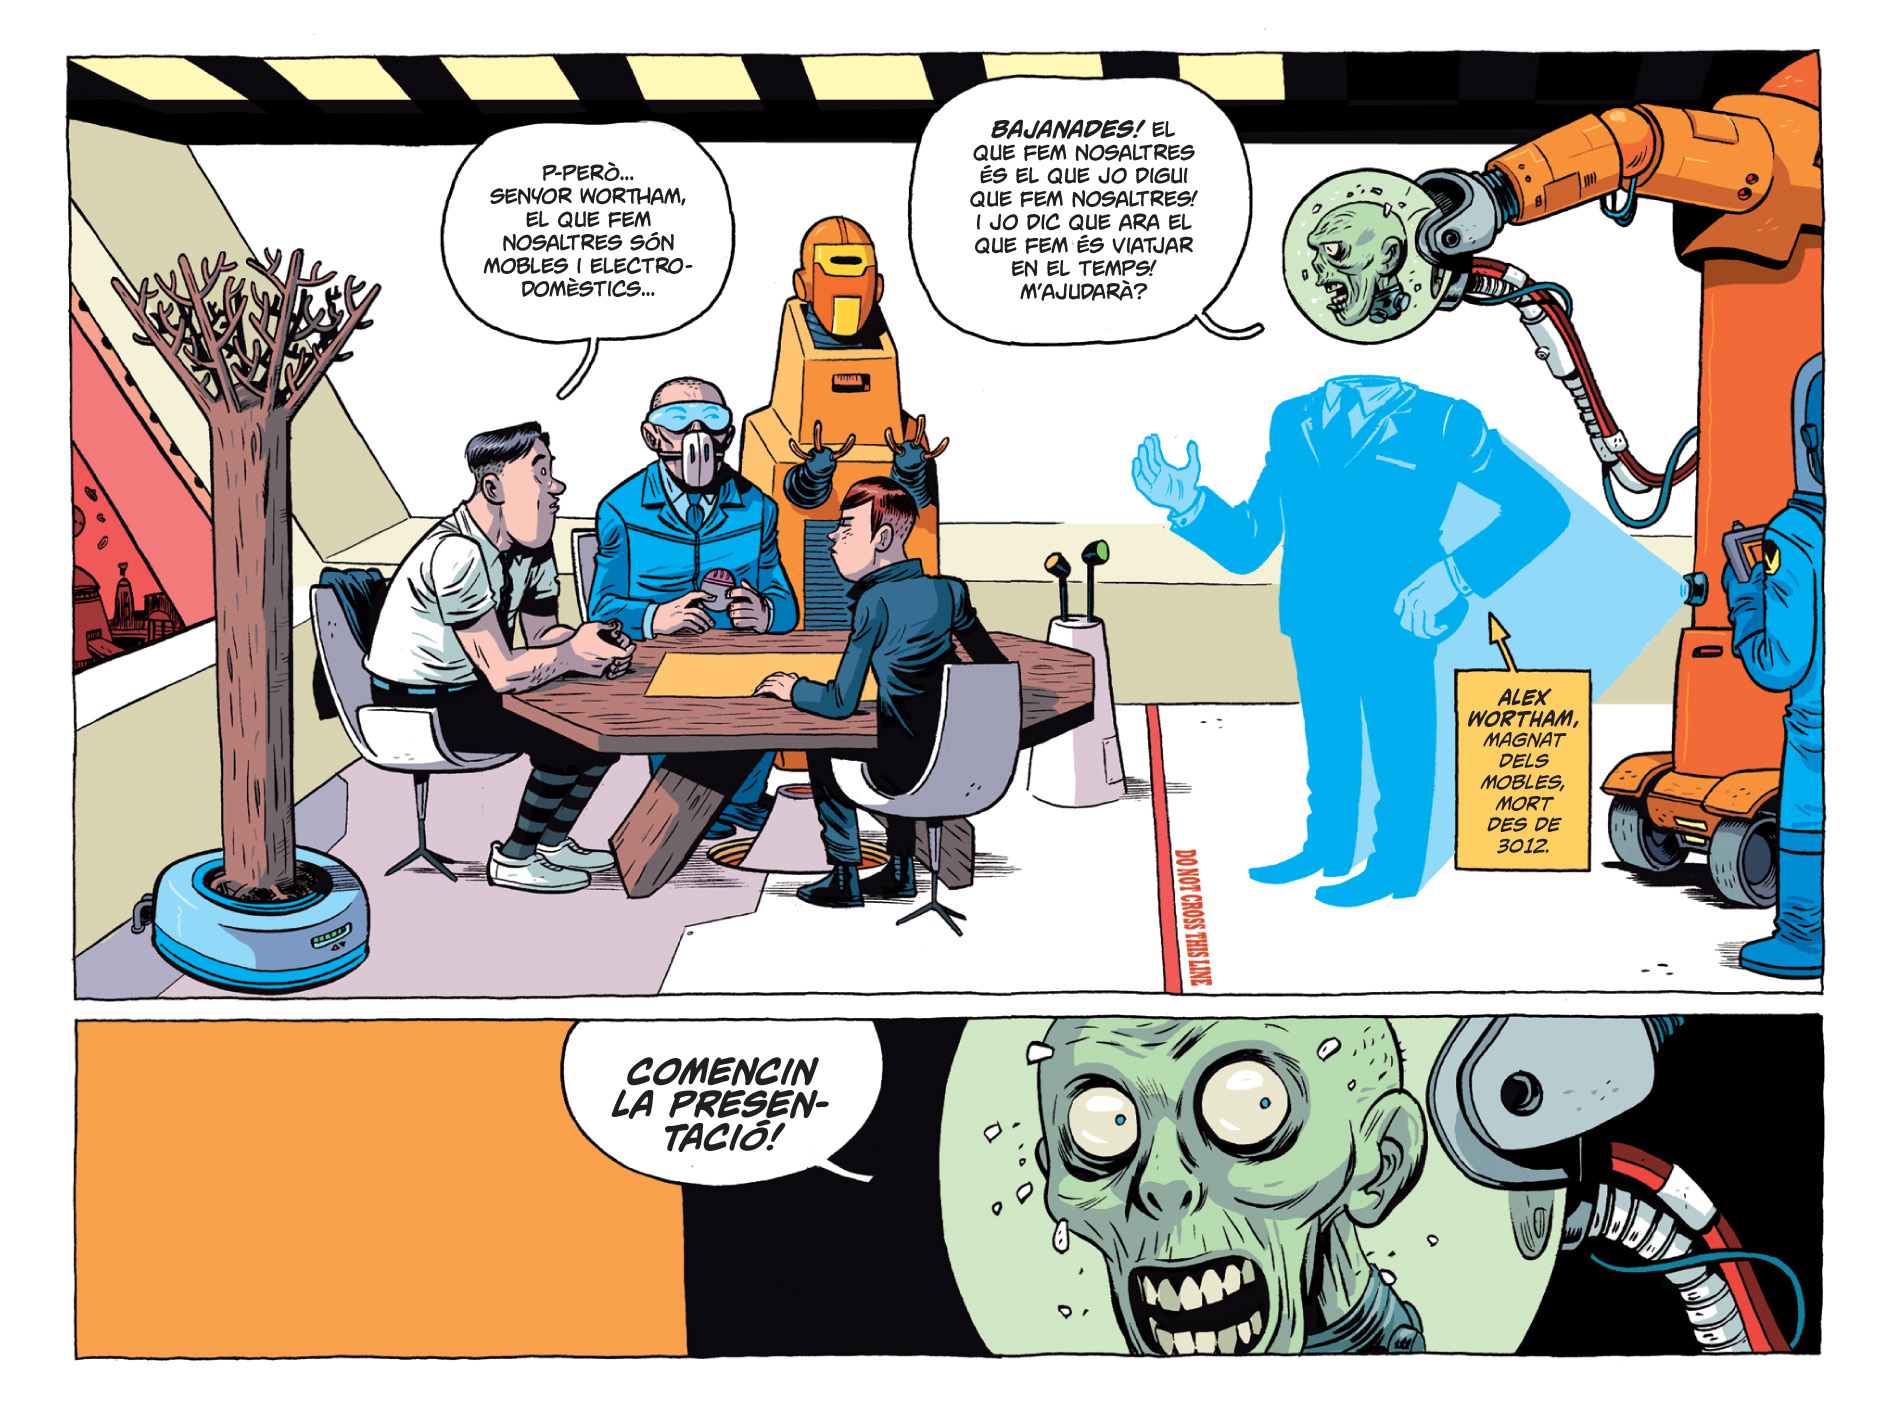 P-PERÒ...
SENYOR WORTHAM,
EL QUE FEM
NOSALTRES SÓN
MOBLES I ELECTRO-
DOMÈSTICS...
BAJANADES! EL
QUE FEM NOSALTRES
ÉS EL QUE JO DIGUI
QUE FEM NOSALTRES!
I JO DIC QUE ARA EL
QUE FEM ÉS VIATJAR
EN EL TEMPS!
M'AJUDARÀ?
ALEX
WORTHAM,
MAGNAT
DELS
MOBLES,
MORT
DES DE
3012.
DO NOT CROSS THIS LINE
COMENCIN
LA PRESEN-
TACIÓ!